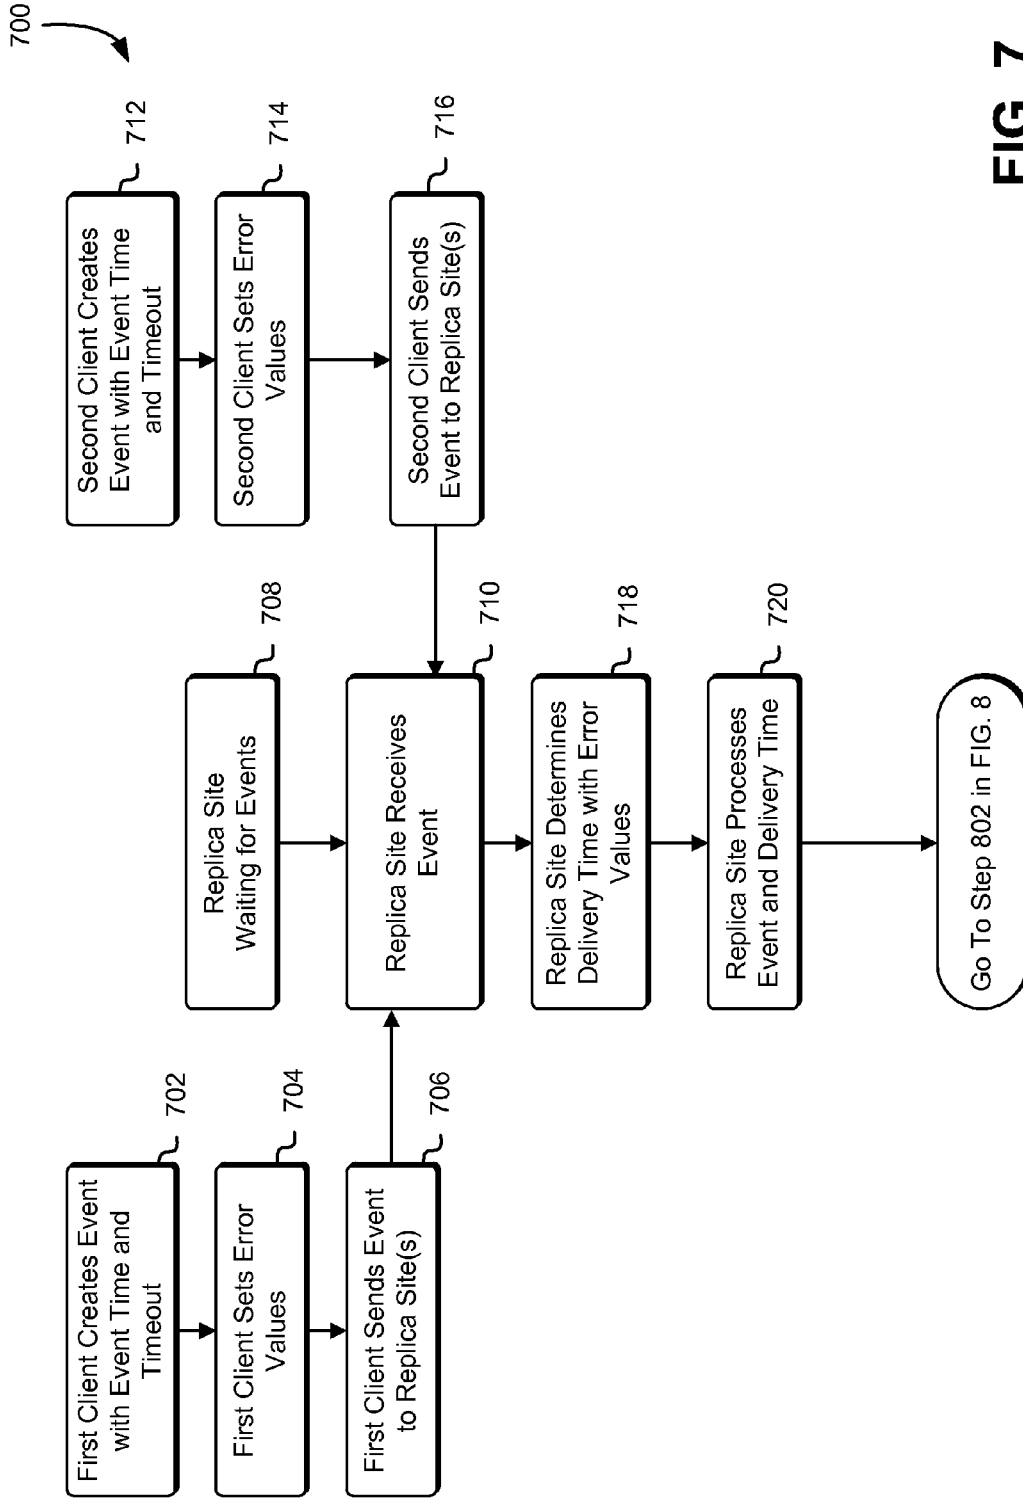 700
First Client Creates Event
with Event Time and
Timeout
702
First Client Sets Error
Values
704
First Client Sends Event
to Replica Site(s)
706
Replica Site
Waiting for Events
708
Replica Site Receives
Event
710
Second Client Creates
Event with Event Time
and Timeout
712
Second Client Sets Error
Values
714
Second Client Sends
Event to Replica Site(s)
716
Replica Site Determines
Delivery Time with Error
Values
718
Replica Site Processes
Event and Delivery Time
720
Go To Step 802 in FIG. 8
FIG 7